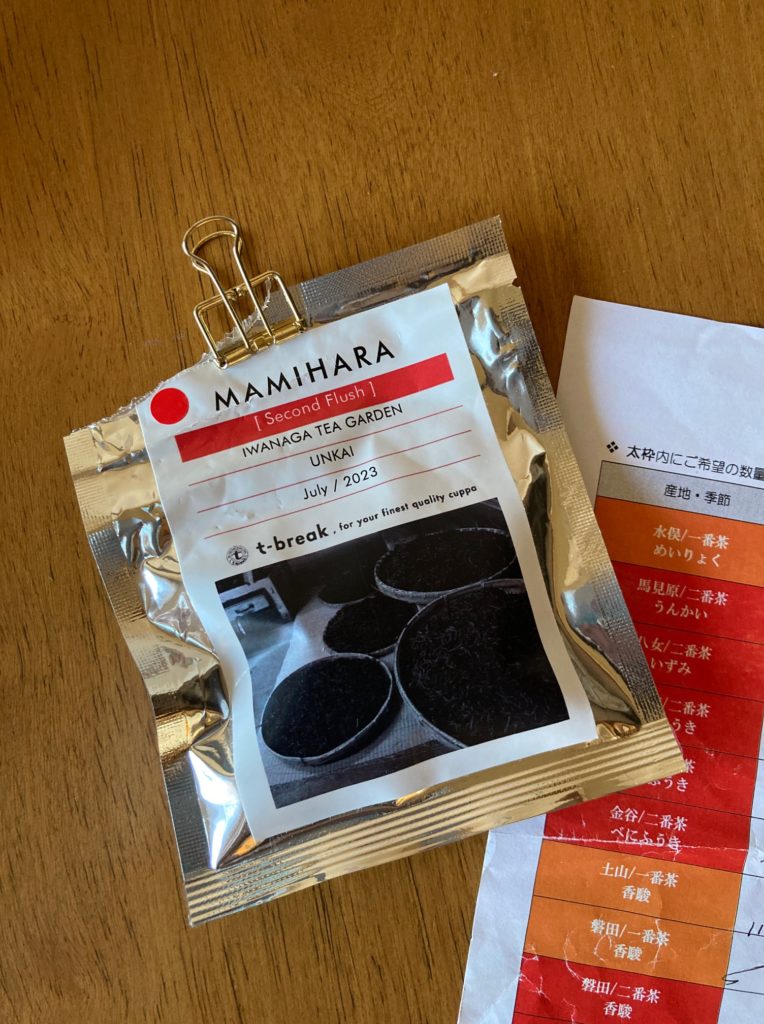 MAMIHARA
[ Second Flush ]
IWANAGA TEA GARDEN
UNKAI
July / 2023
t-break , for your finest quality cuppa
❖ 太枠内にご希望の数量
産地・季節
水俣/一番茶
めいりょく
馬見原/二番茶
うんかい
八女/二番茶
いずみ
/二番茶
うき
ふうき
金谷/二番茶
べにふうき
土山/一番茶
香駿
磐田/一番茶
香駿
磐田/二番茶
香駿